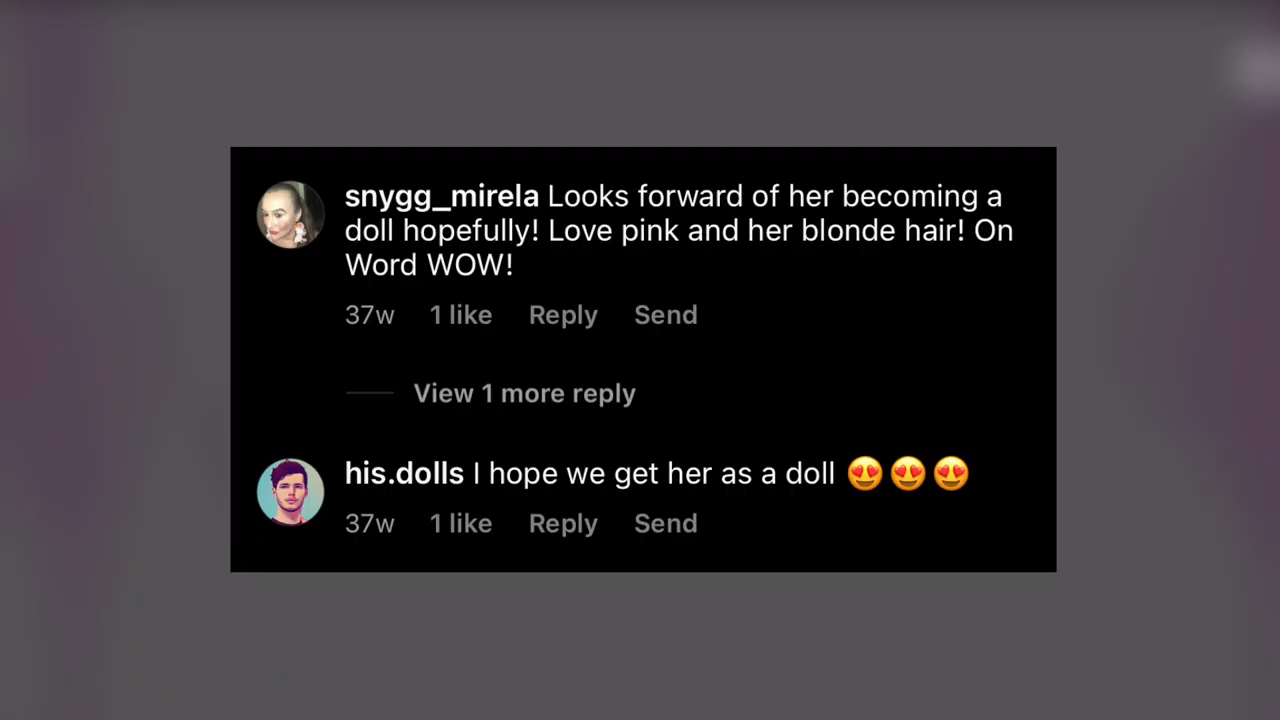 snygg_mirela Looks forward of her becoming a
doll hopefully! Love pink and her blonde hair! On
Word WOW!
37w 1 like Reply Send
View 1 more reply
his.dolls I hope we get her as a doll 😍😍😍
37w 1 like Reply Send